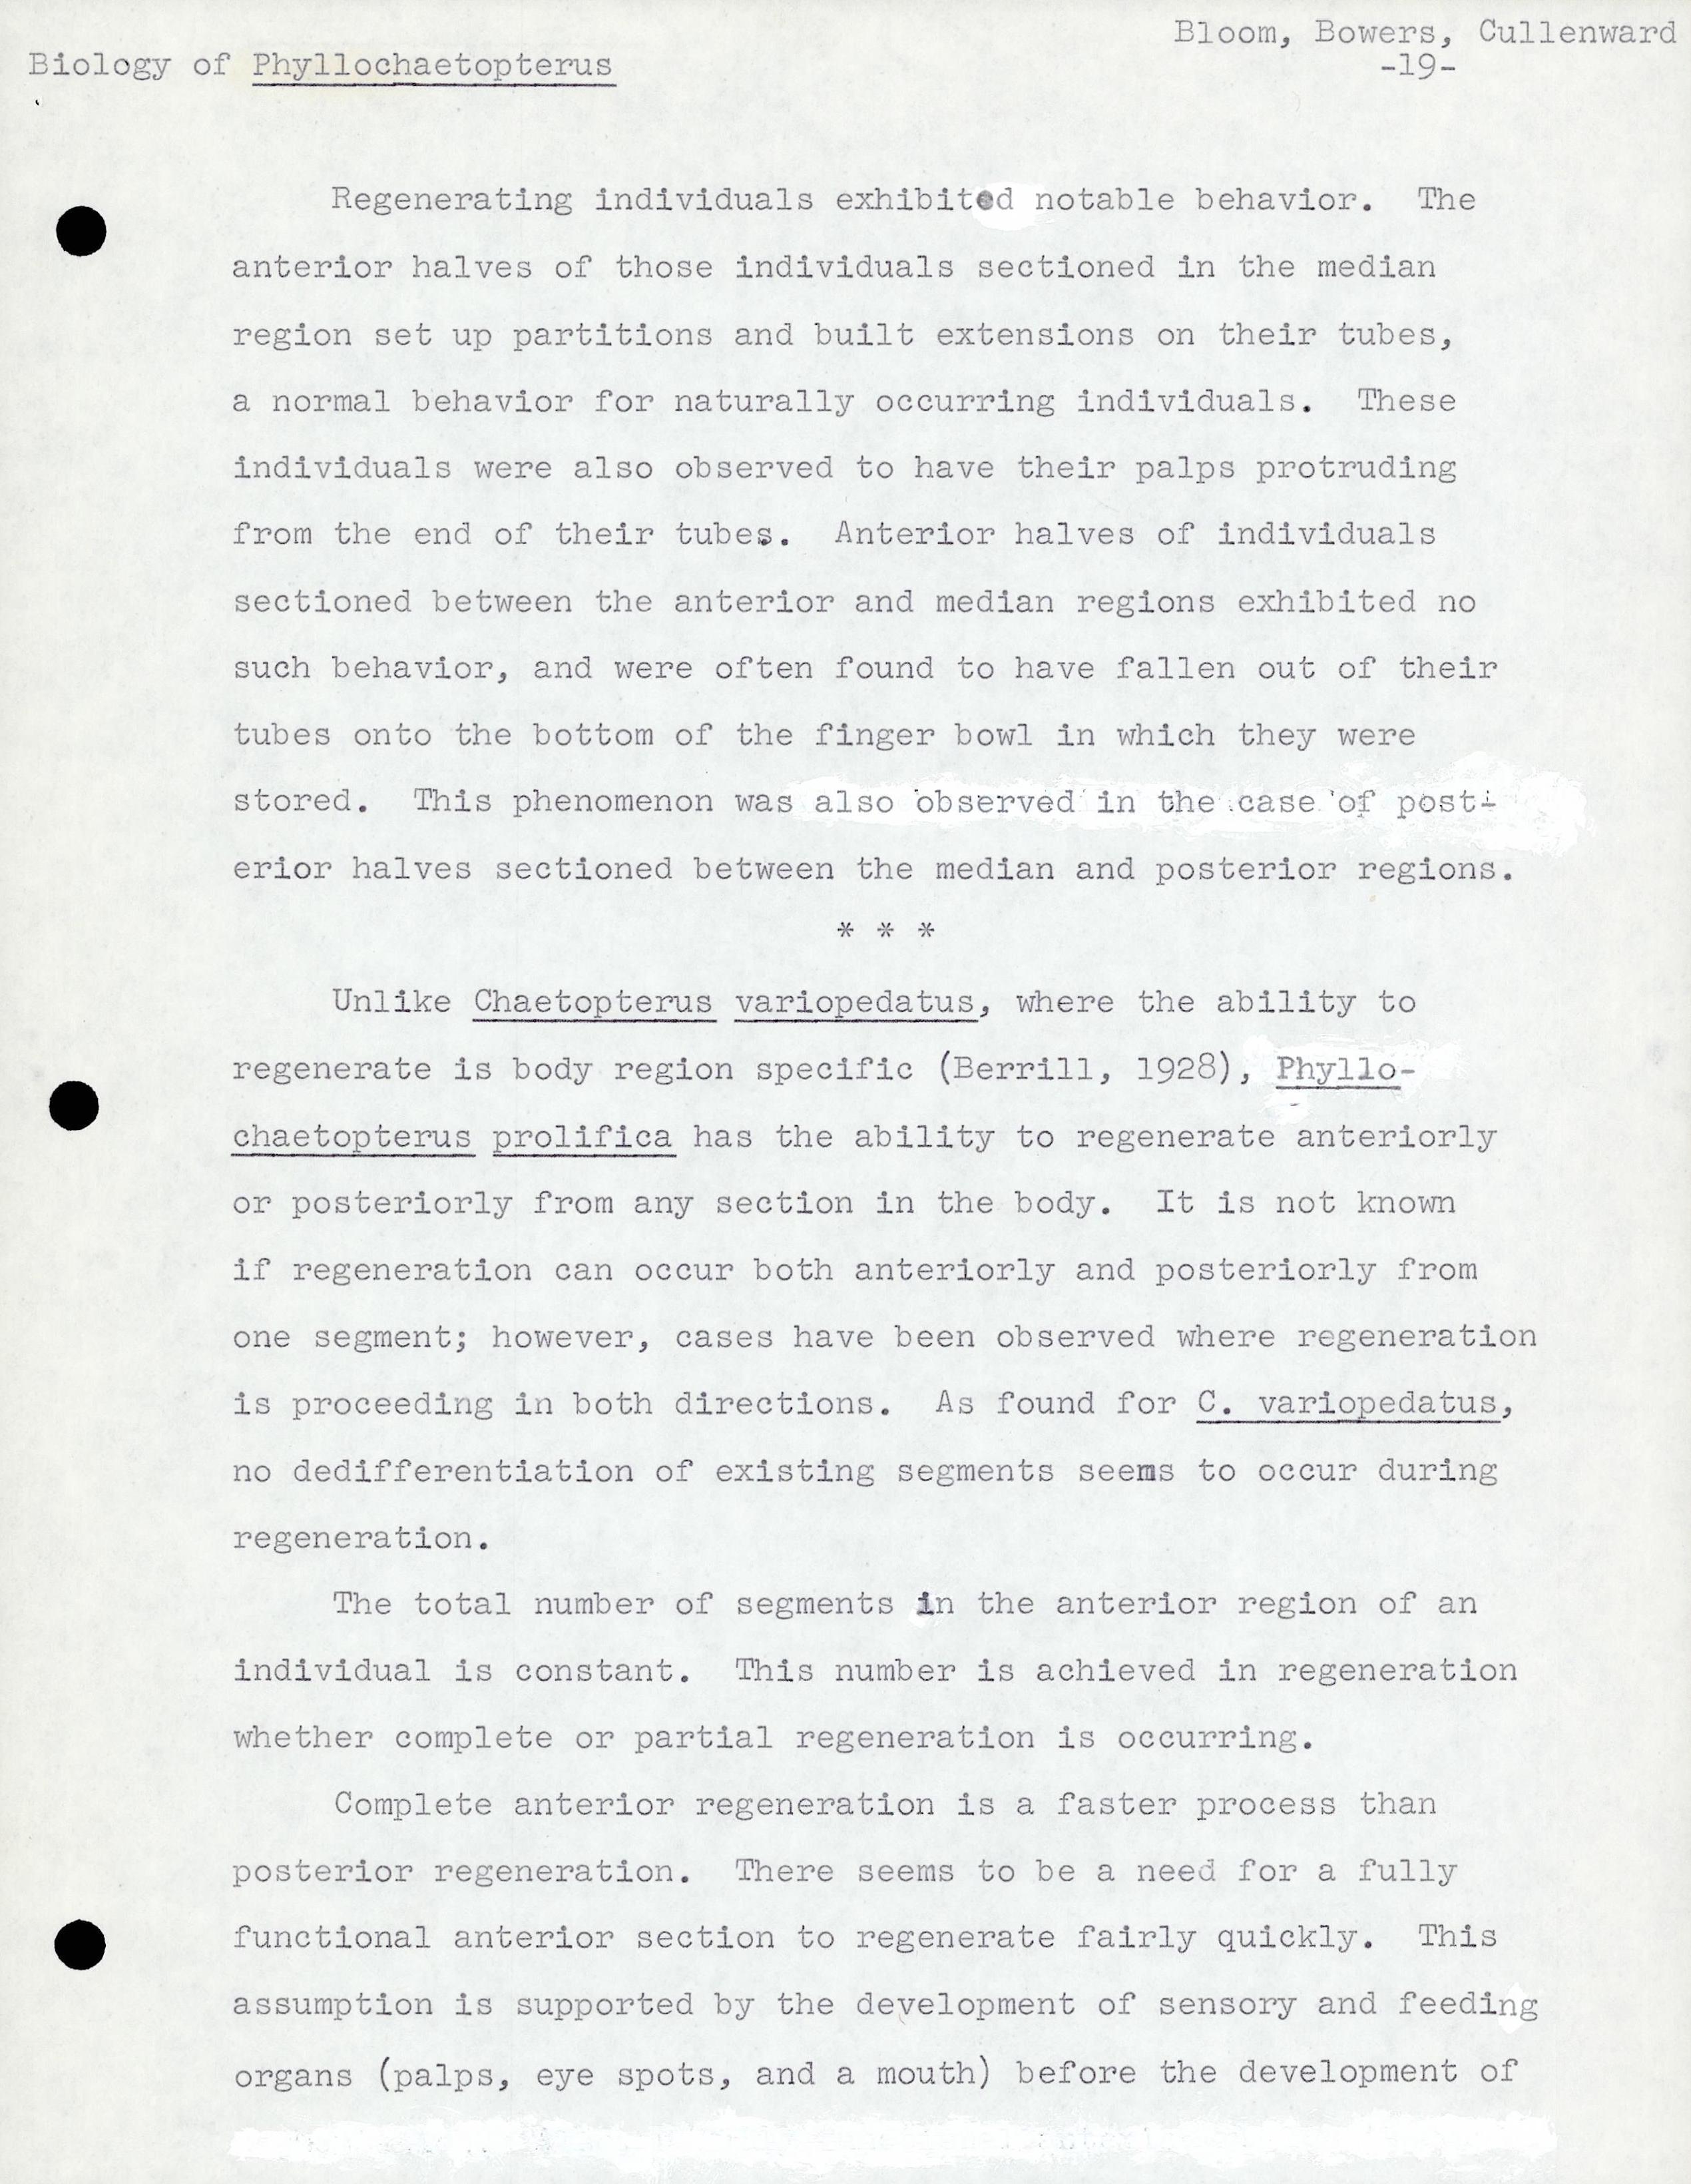 Bloom, Bowers, Cullenward
Biology of Phyllochaetopterus
-19-
Regenerating individuals exhibited notable behavior. The
anterior halves of those individuals sectioned in the median
region set up partitions and built extensions on their tubes,
a normal behavior for naturally occurring individuals. These
individuals were also observed to have their palps protruding
from the end of their tubes. Anterior halves of individuals
sectioned between the anterior and median regions exhibited no
such behavior, and were often found to have fallen out of their
tubes onto the bottom of the finger bowl in which they were
stored. This phenomenon was also observed in the case of post-
erior halves sectioned between the median and posterior regions.
* * *
Unlike Chaetopterus variopedatus, where the ability to
regenerate is body region specific (Berrill, 1928), Phyllo-
chaetopterus prolifica has the ability to regenerate anteriorly
or posteriorly from any section in the body. It is not known
if regeneration can occur both anteriorly and posteriorly from
one segment; however, cases have been observed where regeneration
is proceeding in both directions. As found for C. variopedatus,
no dedifferentiation of existing segments seems to occur during
regeneration.
The total number of segments in the anterior region of an
individual is constant. This number is achieved in regeneration
whether complete or partial regeneration is occurring.
Complete anterior regeneration is a faster process than
posterior regeneration. There seems to be a need for a fully
functional anterior section to regenerate fairly quickly. This
assumption is supported by the development of sensory and feeding
organs (palps, eye spots, and a mouth) before the development of